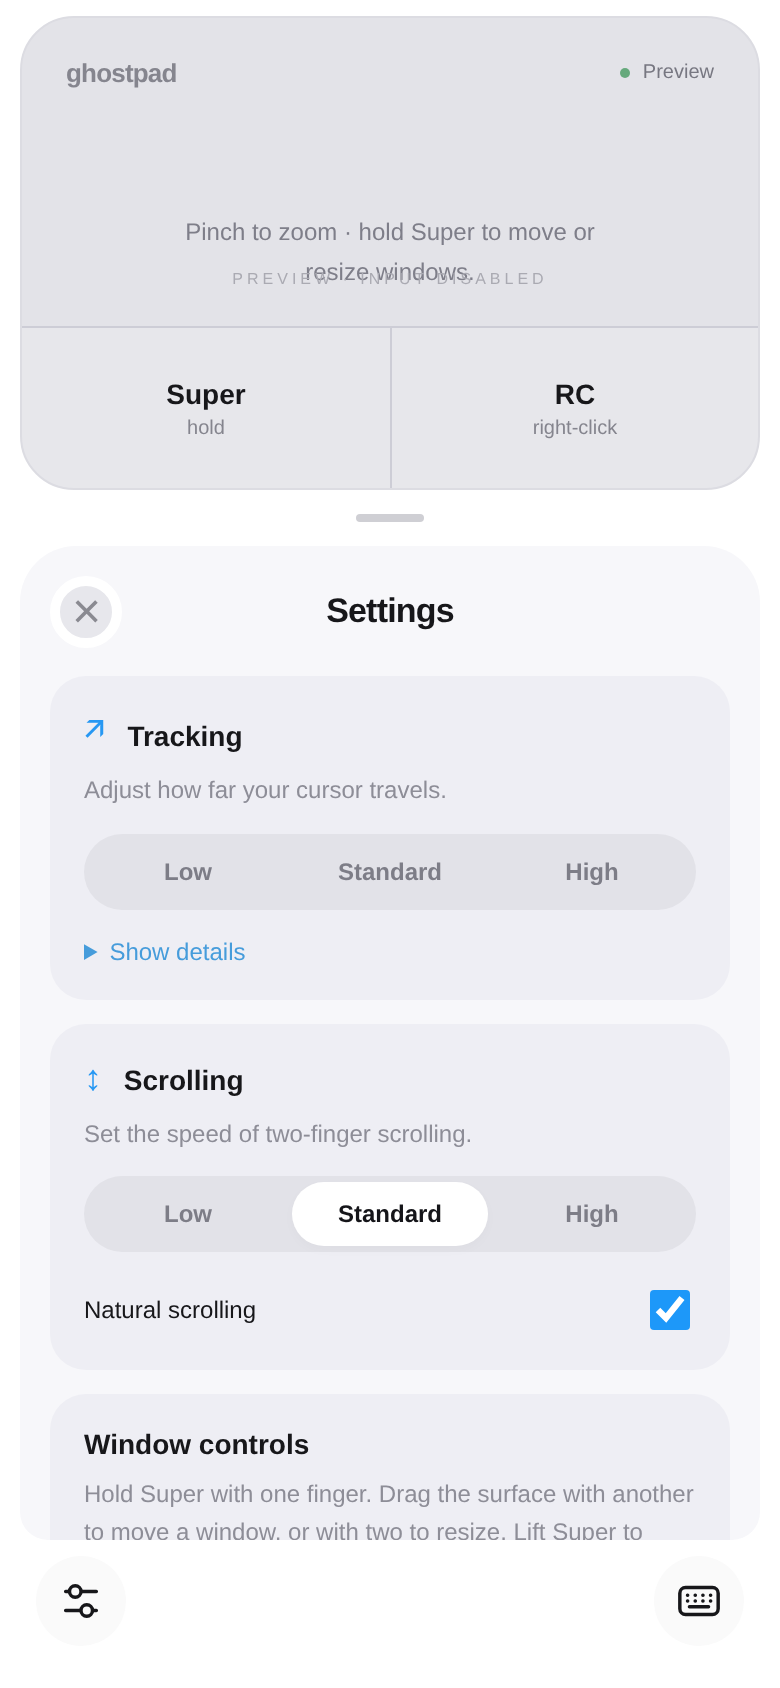 ghostpad
Preview
Pinch to zoom · hold Super to move or
resize windows.
PREVIEW · INPUT DISABLED
Super
hold
RC
right-click
Settings
Tracking
Adjust how far your cursor travels.
Low Standard High
Show details
Scrolling
Set the speed of two-finger scrolling.
Low Standard High
Natural scrolling
Window controls
Hold Super with one finger. Drag the surface with another
to move a window, or with two to resize. Lift Super to